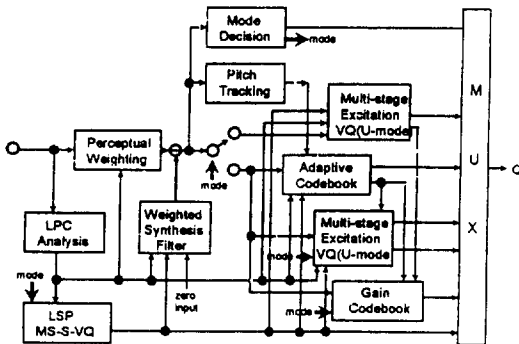 Mode
Decision
mode
Pitch
Tracking
Multi-stage
Excitation
VQ(U-mode
M
U
X
Perceptual
Weighting
mode
Adaptive
Codebook
LPC
Analysis
Weighted
Synthesis
Filter
Multi-stage
Excitation
VQ(U-mode
mode
mode
zero
input
LSP
MS-S-VQ
mode
Gain
Codebook